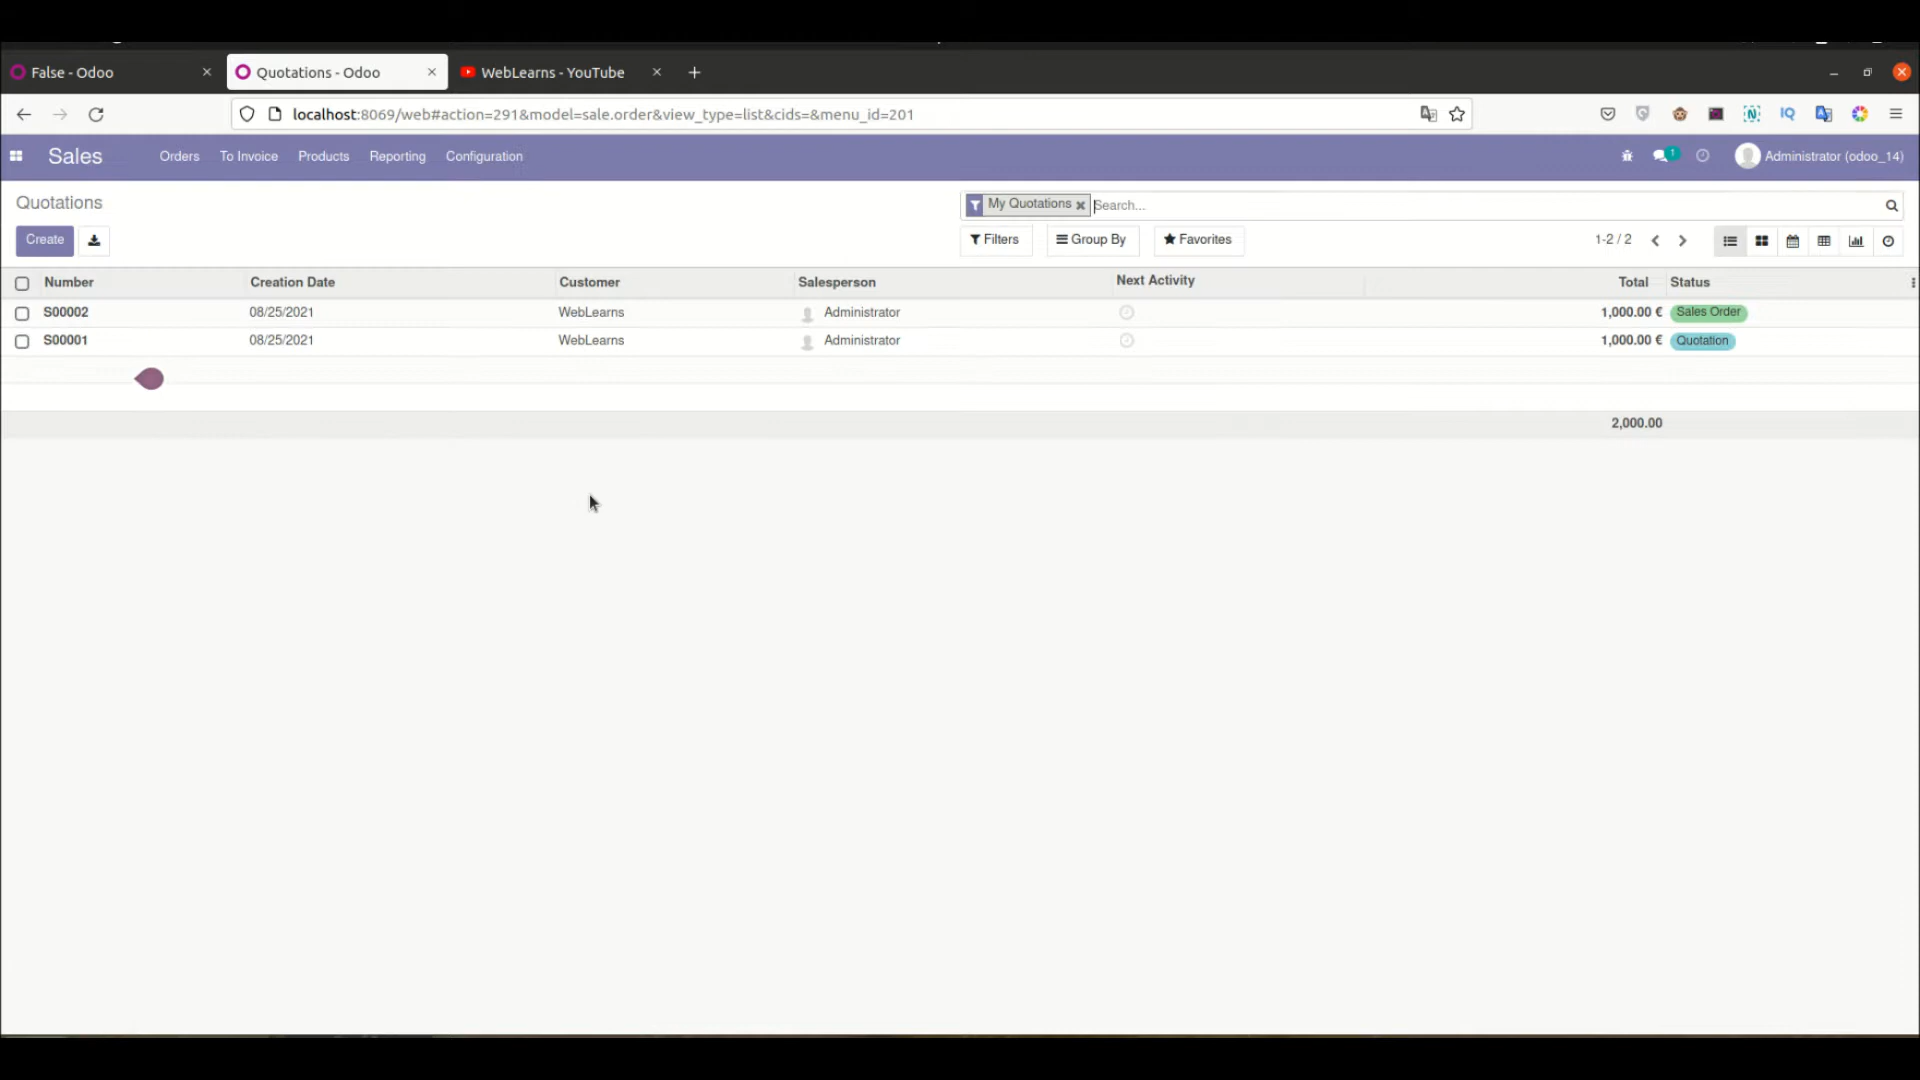 False - Odoo
Quotations - Odoo
WebLearns - YouTube
localhost:8069/web#action=291&model=sale.order&view_type=list&cids=&menu_id=201
IQ
Sales Orders To Invoice Products Reporting Configuration
1 Administrator (odoo_14)
Quotations
My Quotations Search...
Create
Filters Group By Favorites 1-2 / 2
Number Creation Date Customer Salesperson Next Activity Total Status
S00002 08/25/2021 WebLearns Administrator 1,000.00 € Sales Order
S00001 08/25/2021 WebLearns Administrator 1,000.00 € Quotation
2,000.00